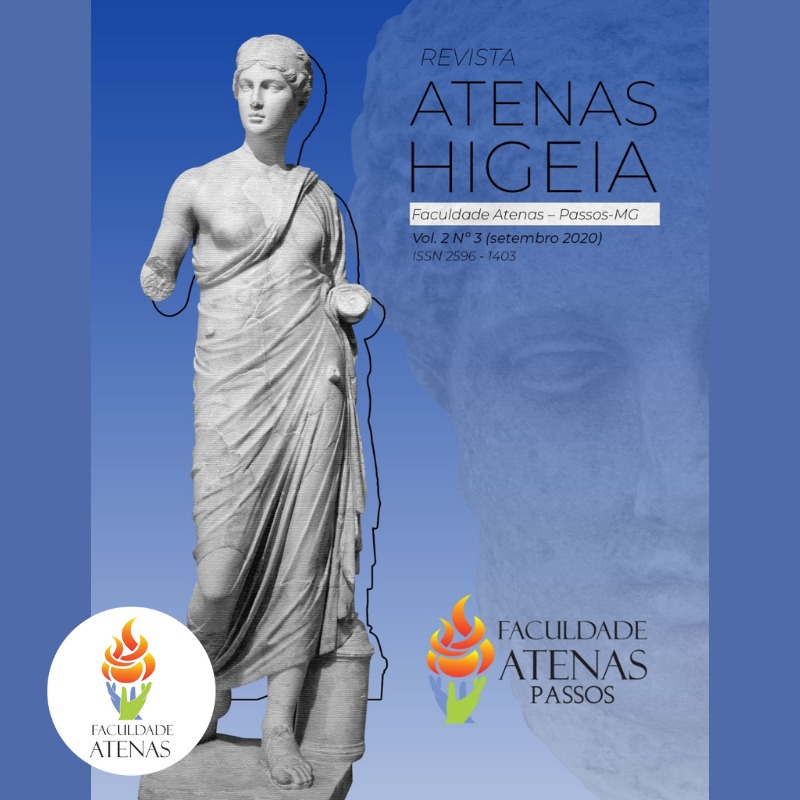 REVISTA
ATENAS
HIGEIA
Faculdade Atenas – Passos-MG
Vol. 2 Nº 3 (setembro 2020)
ISSN 2596 - 1403
FACULDADE
ATENAS
PASSOS
FACULDADE
ATENAS